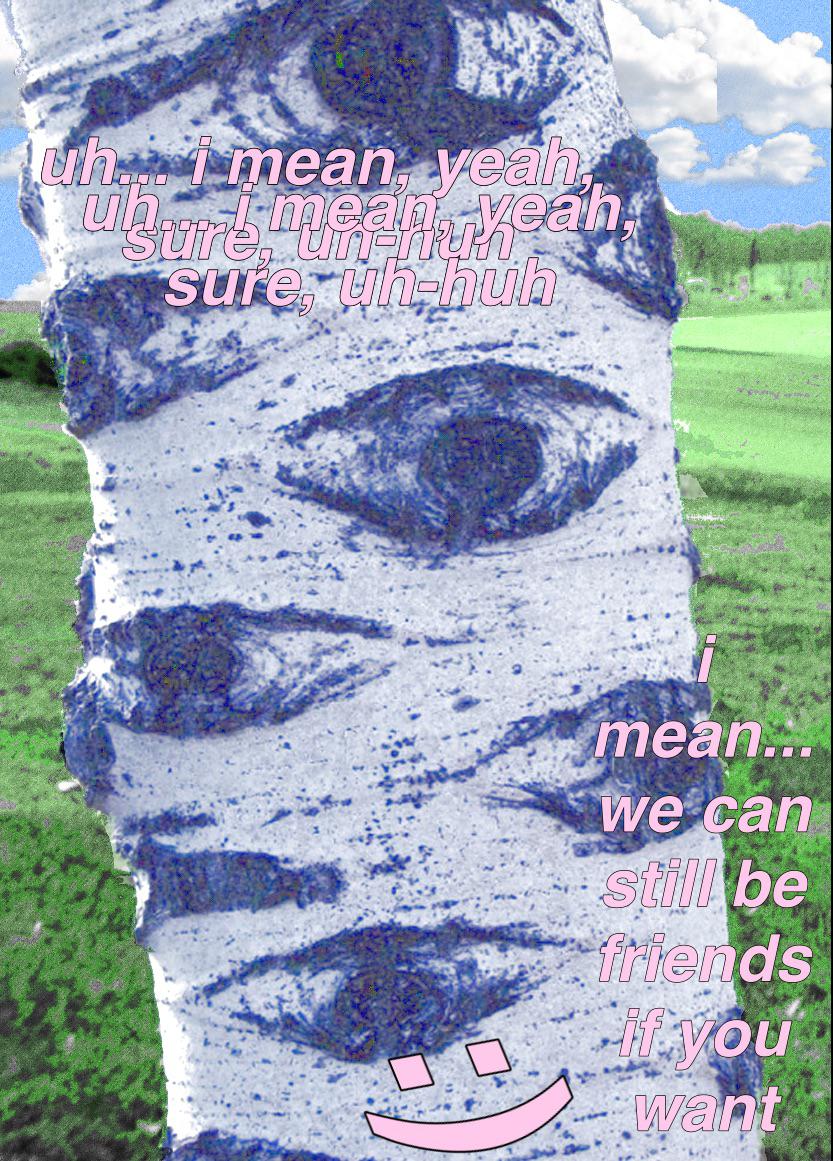 uh... i mean, yeah,
sure, uh-huh
uh... i mean, yeah,
sure, uh-huh
i
mean...
we can
still be
friends
if you
want